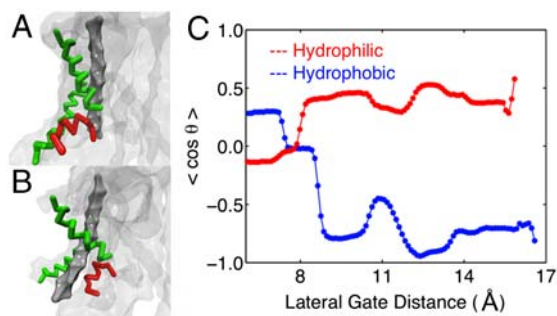 A
B
C
--- Hydrophilic
--- Hydrophobic
< cos θ >
1.0
0.5
0.0
−0.5
−1.0
8 11 14 17
Lateral Gate Distance (Å)